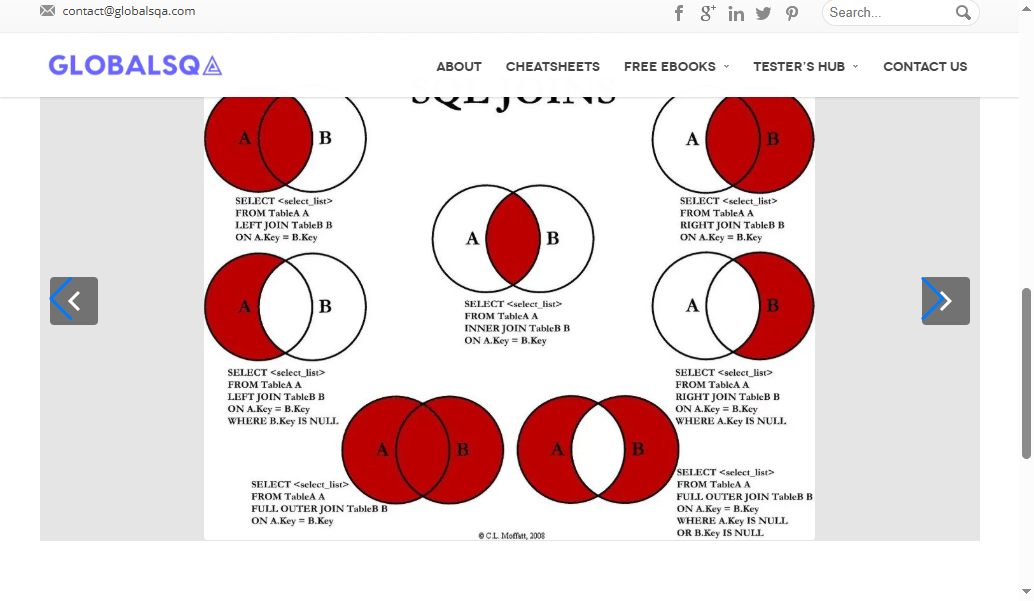 contact@globalsqa.com
Search...
GLOBALSQA
ABOUT
CHEATSHEETS
FREE EBOOKS
TESTER'S HUB
CONTACT US
SQL JOINS
A B
SELECT <select_list>
FROM TableA A
LEFT JOIN TableB B
ON A.Key = B.Key
A B
SELECT <select_list>
FROM TableA A
RIGHT JOIN TableB B
ON A.Key = B.Key
A B
SELECT <select_list>
FROM TableA A
INNER JOIN TableB B
ON A.Key = B.Key
A B
SELECT <select_list>
FROM TableA A
LEFT JOIN TableB B
ON A.Key = B.Key
WHERE B.Key IS NULL
A B
SELECT <select_list>
FROM TableA A
RIGHT JOIN TableB B
ON A.Key = B.Key
WHERE A.Key IS NULL
A B
SELECT <select_list>
FROM TableA A
FULL OUTER JOIN TableB B
ON A.Key = B.Key
A B
SELECT <select_list>
FROM TableA A
FULL OUTER JOIN TableB B
ON A.Key = B.Key
WHERE A.Key IS NULL
OR B.Key IS NULL
© C.L. Moffatt, 2008